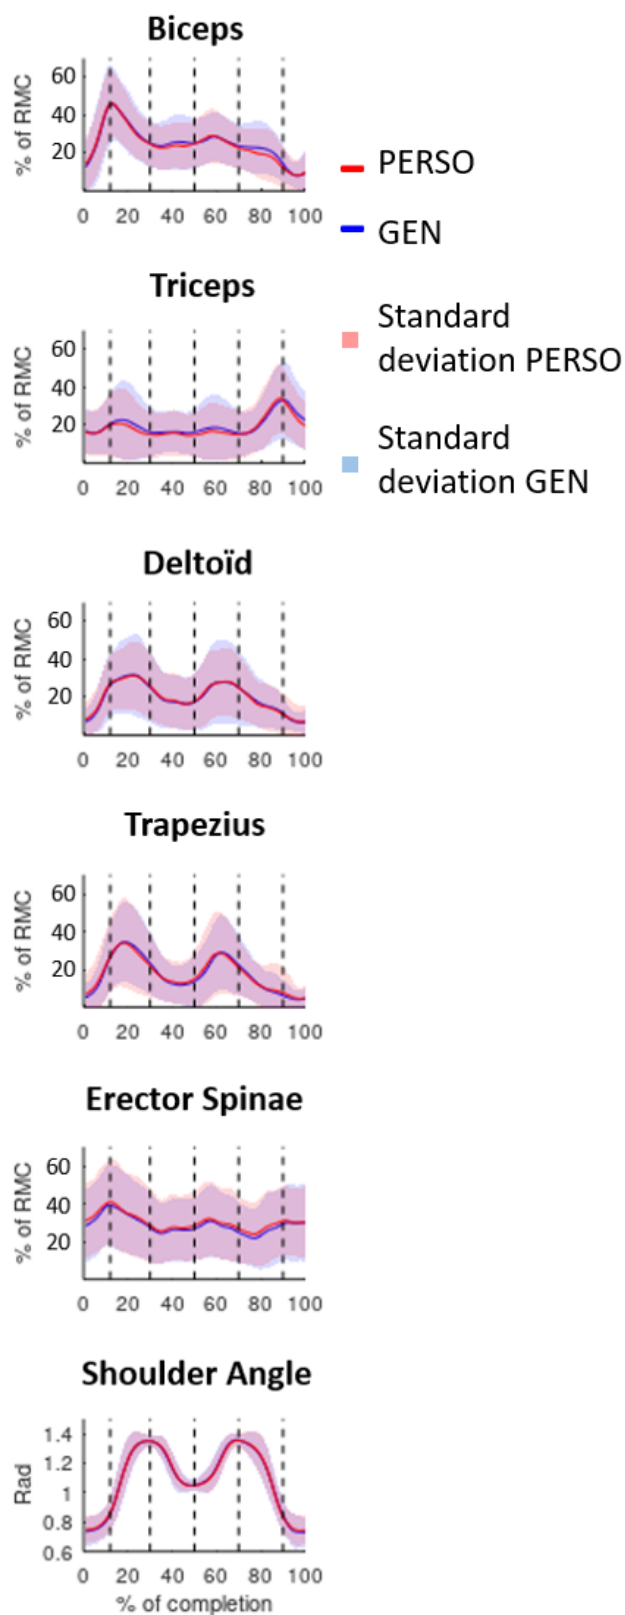 Biceps
% of RMC
60
40
20
0 20 40 60 80 100
PERSO
GEN
Standard
deviation PERSO
Standard
deviation GEN
Triceps
% of RMC
60
40
20
0 20 40 60 80 100
Deltoïd
% of RMC
60
40
20
0 20 40 60 80 100
Trapezius
% of RMC
60
40
20
0 20 40 60 80 100
Erector Spinae
% of RMC
60
40
20
0 20 40 60 80 100
Shoulder Angle
Rad
1.4
1.2
1
0.8
0.6
0 20 40 60 80 100
% of completion